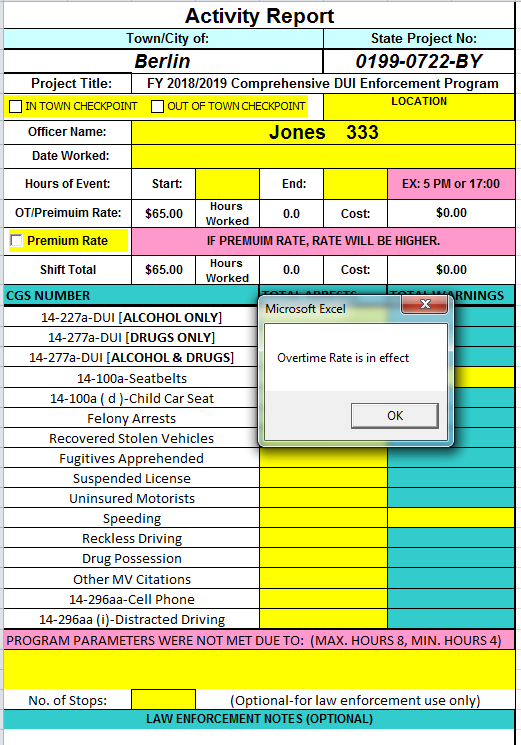 Activity Report
Town/City of: State Project No:
Berlin 0199-0722-BY
Project Title: FY 2018/2019 Comprehensive DUI Enforcement Program
IN TOWN CHECKPOINT OUT OF TOWN CHECKPOINT LOCATION
Officer Name: Jones 333
Date Worked:
Hours of Event: Start: End: EX: 5 PM or 17:00
OT/Preimuim Rate: $65.00 Hours Worked 0.0 Cost: $0.00
Premium Rate IF PREMUIM RATE, RATE WILL BE HIGHER.
Shift Total $65.00 Hours Worked 0.0 Cost: $0.00
CGS NUMBER TOTAL ARRESTS TOTAL WARNINGS
Microsoft Excel
Overtime Rate is in effect
OK
14-227a-DUI [ALCOHOL ONLY]
14-277a-DUI [DRUGS ONLY]
14-277a-DUI [ALCOHOL & DRUGS]
14-100a-Seatbelts
14-100a ( d )-Child Car Seat
Felony Arrests
Recovered Stolen Vehicles
Fugitives Apprehended
Suspended License
Uninsured Motorists
Speeding
Reckless Driving
Drug Possession
Other MV Citations
14-296aa-Cell Phone
14-296aa (i)-Distracted Driving
PROGRAM PARAMETERS WERE NOT MET DUE TO: (MAX. HOURS 8, MIN. HOURS 4)
No. of Stops: (Optional-for law enforcement use only)
LAW ENFORCEMENT NOTES (OPTIONAL)